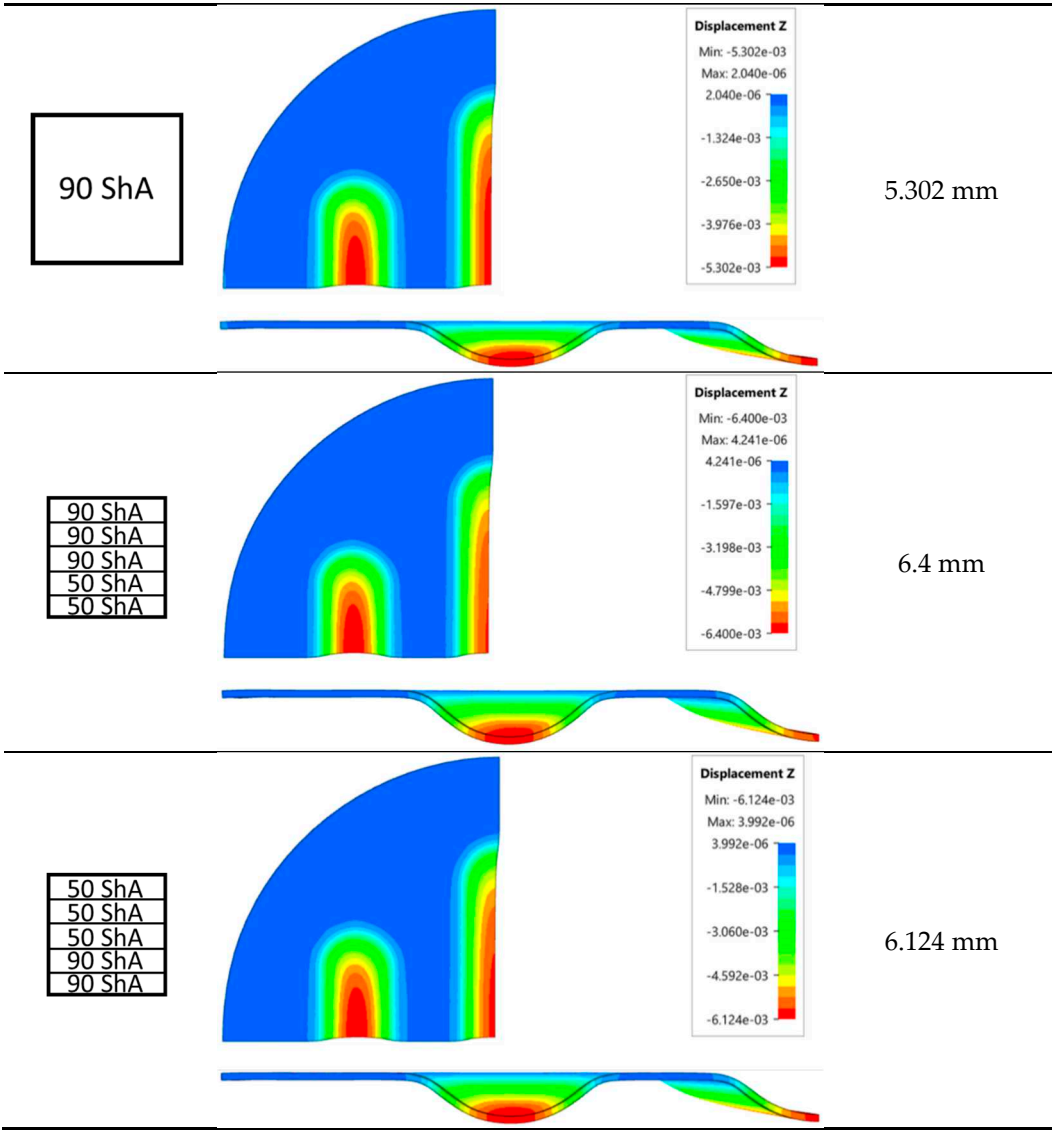 90 ShA
Displacement Z
Min: -5.302e-03
Max: 2.040e-06
2.040e-06
-1.324e-03
-2.650e-03
-3.976e-03
-5.302e-03
5.302 mm
90 ShA
90 ShA
90 ShA
50 ShA
50 ShA
Displacement Z
Min: -6.400e-03
Max: 4.241e-06
4.241e-06
-1.597e-03
-3.198e-03
-4.799e-03
-6.400e-03
6.4 mm
50 ShA
50 ShA
50 ShA
90 ShA
90 ShA
Displacement Z
Min: -6.124e-03
Max: 3.992e-06
3.992e-06
-1.528e-03
-3.060e-03
-4.592e-03
-6.124e-03
6.124 mm